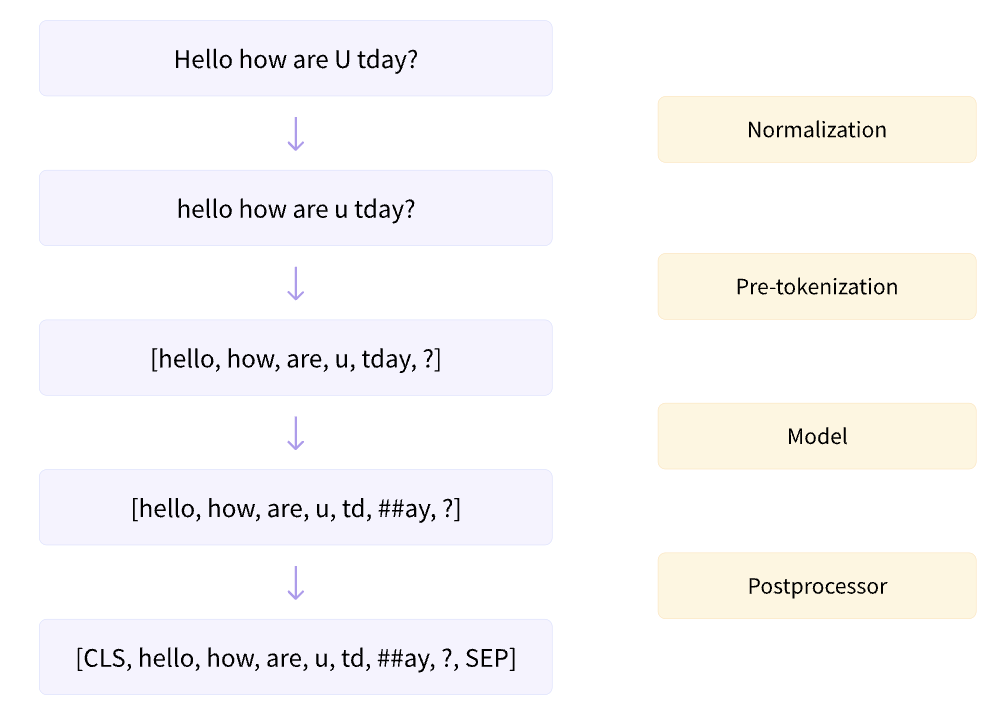 Hello how are U tday?
Normalization
hello how are u tday?
Pre-tokenization
[hello, how, are, u, tday, ?]
Model
[hello, how, are, u, td, ##ay, ?]
Postprocessor
[CLS, hello, how, are, u, td, ##ay, ?, SEP]